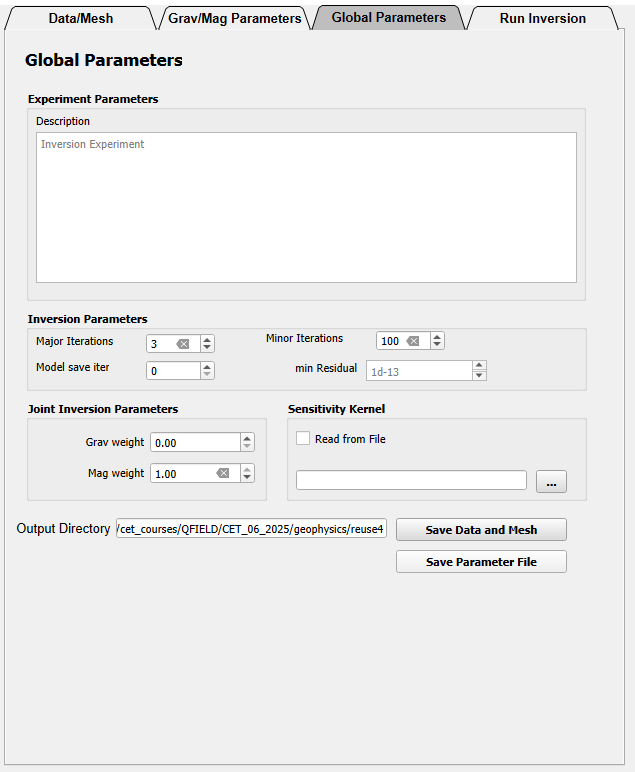 Data/Mesh Grav/Mag Parameters Global Parameters Run Inversion
Global Parameters
Experiment Parameters
Description
Inversion Experiment
Inversion Parameters
Major Iterations 3 Minor Iterations 100
Model save iter 0 min Residual 1d-13
Joint Inversion Parameters Sensitivity Kernel
Grav weight 0.00 Read from File
Mag weight 1.00 ...
Output Directory /cet_courses/QFIELD/CET_06_2025/geophysics/reuse4 Save Data and Mesh
Save Parameter File